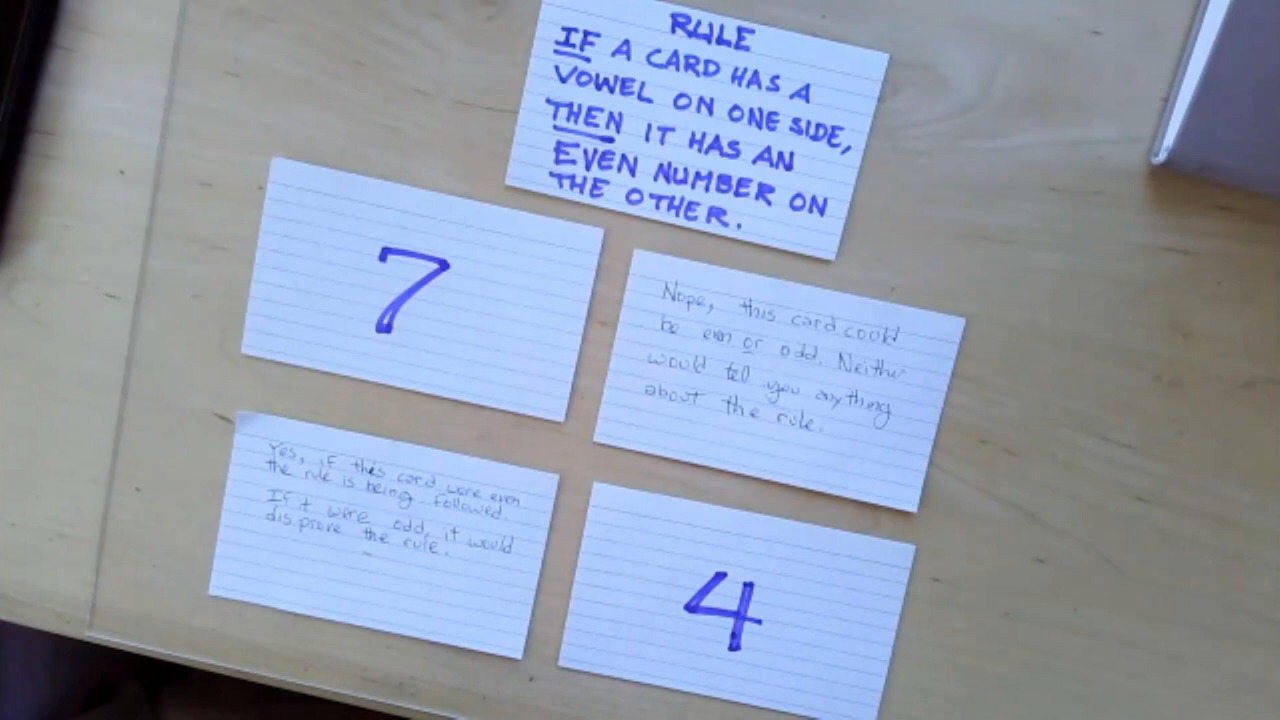 RULE
IF A CARD HAS A
VOWEL ON ONE SIDE,
THEN IT HAS AN
EVEN NUMBER ON
THE OTHER.
7
Nope, this card could
be even or odd. Neither
would tell you anything
about the rule.
Yes, if this card were even
the rule is being followed.
If it were odd, it would
disprove the rule.
4